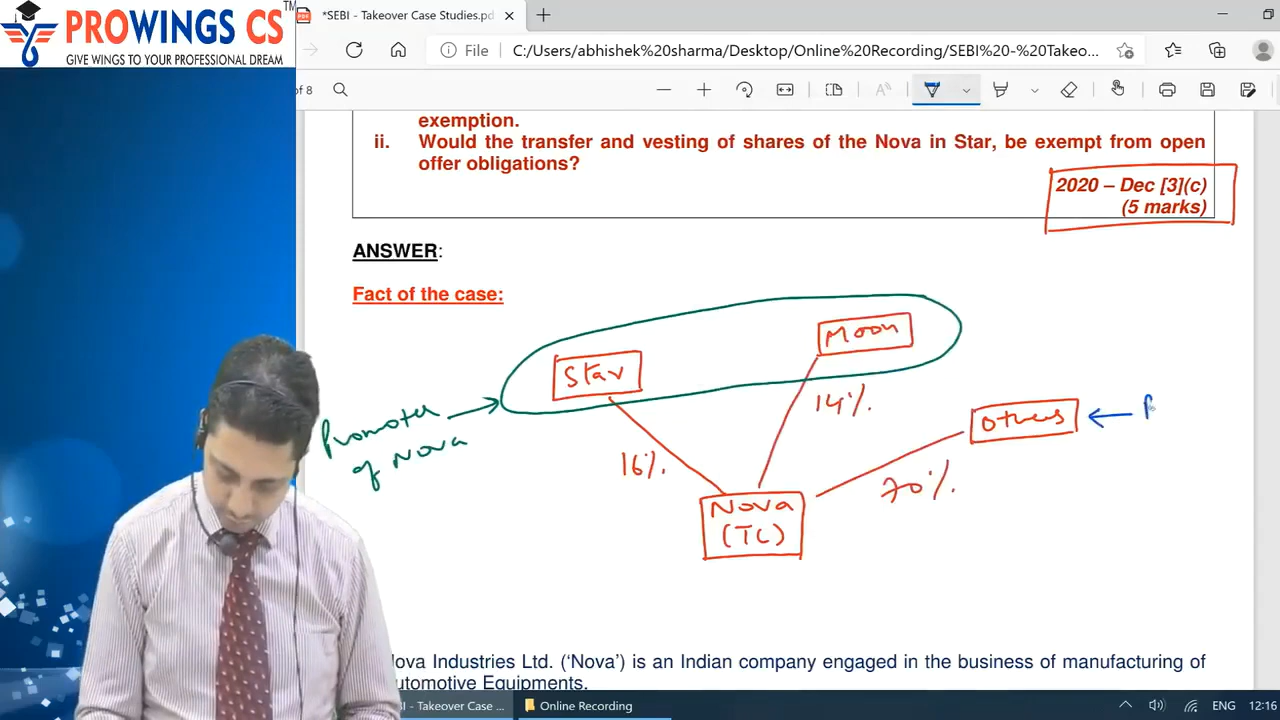 PROWINGS CS TM
GIVE WINGS TO YOUR PROFESSIONAL DREAM
*SEBI - Takeover Case Studies.pd
File
C:/Users/abhishek%20sharma/Desktop/Online%20Recording/SEBI%20-%20Takeo...
of 8
exemption.
ii. Would the transfer and vesting of shares of the Nova in Star, be exempt from open
offer obligations?
2020 – Dec [3](c)
(5 marks)
ANSWER:
Fact of the case:
Moon
Star
14%.
Others
Promoter
of Nova
16%.
70%.
Nova
(TC)
Nova Industries Ltd. (‘Nova’) is an Indian company engaged in the business of manufacturing of
utomotive Equipments.
BI - Takeover Case ...
Online Recording
ENG
12:16